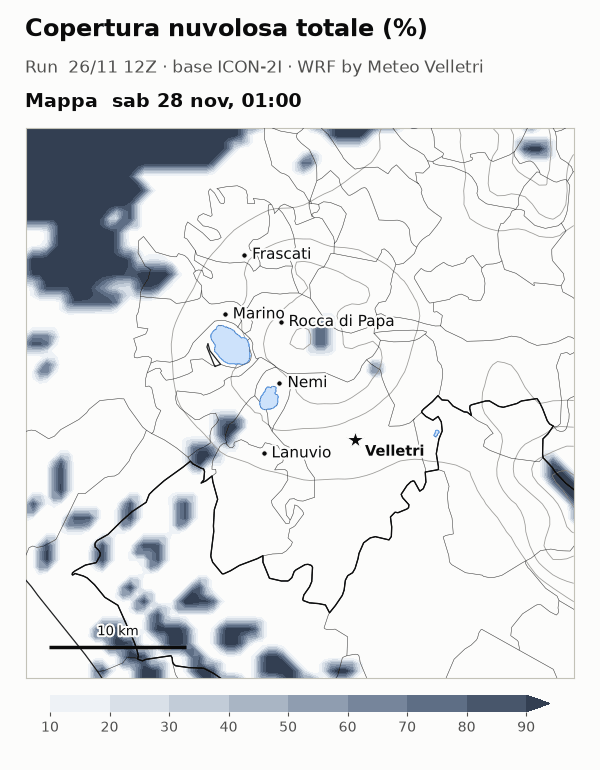 Copertura nuvolosa totale (%)
Run  26/11 12Z · base ICON-2I · WRF by Meteo Velletri
Mappa  sab 28 nov, 01:00
Frascati
Marino
Rocca di Papa
Nemi
Velletri
Lanuvio
10 km
10 20 30 40 50 60 70 80 90